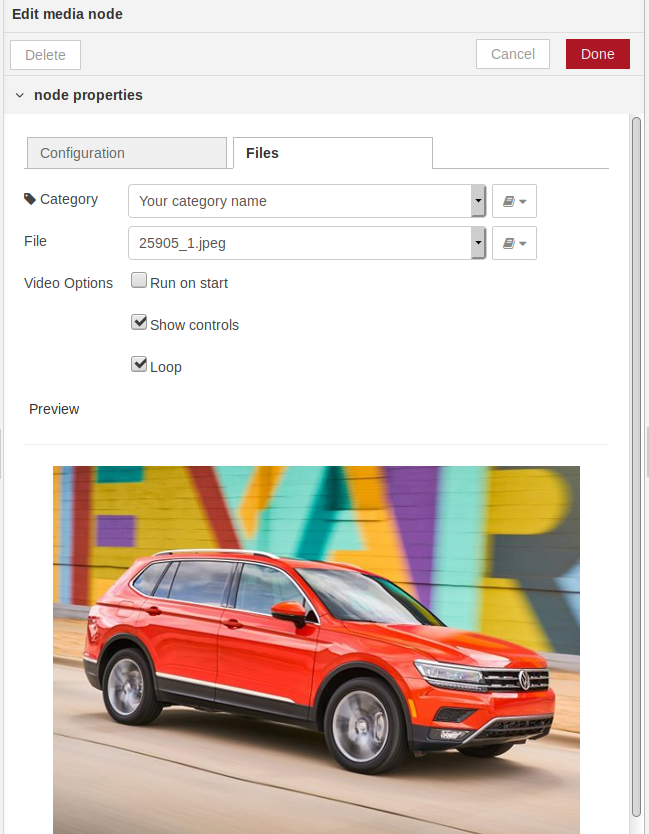 Edit media node
Delete
Cancel
Done
node properties
Configuration
Files
Category
Your category name
File
25905_1.jpeg
Video Options
Run on start
Show controls
Loop
Preview